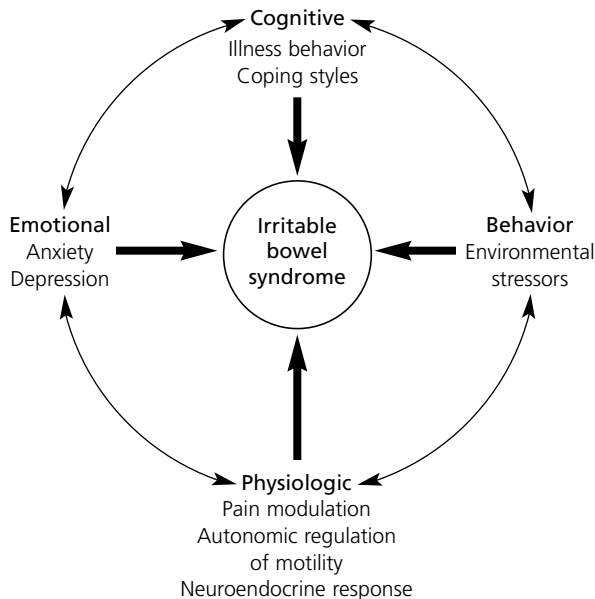 Cognitive
Illness behavior
Coping styles
Emotional
Anxiety
Depression
Irritable
bowel
syndrome
Behavior
Environmental
stressors
Physiologic
Pain modulation
Autonomic regulation
of motility
Neuroendocrine response